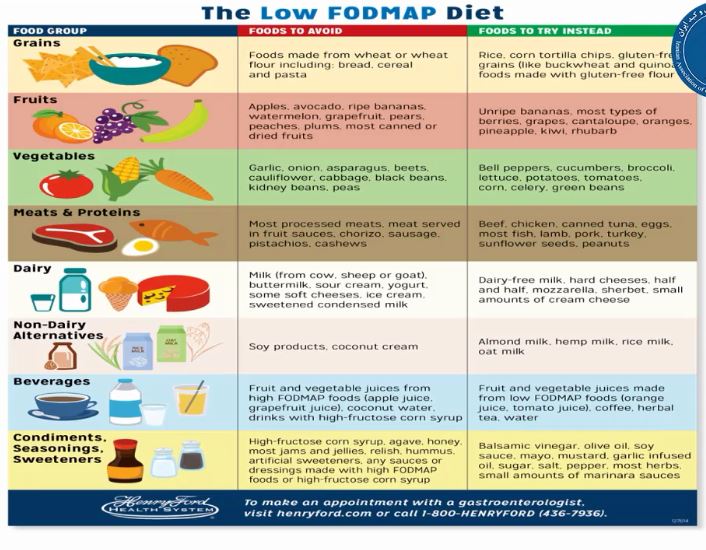 The Low FODMAP Diet
FOOD GROUP
FOODS TO AVOID
FOODS TO TRY INSTEAD
Grains
Foods made from wheat or wheat
flour including: bread, cereal
and pasta
Rice, corn tortilla chips, gluten-fre
grains (like buckwheat and quino
foods made with gluten-free flour
Fruits
Apples, avocado, ripe bananas,
watermelon, grapefruit, pears,
peaches, plums, most canned or
dried fruits
Unripe bananas, most types of
berries, grapes, cantaloupe, oranges,
pineapple, kiwi, rhubarb
Vegetables
Garlic, onion, asparagus, beets,
cauliflower, cabbage, black beans,
kidney beans, peas
Bell peppers, cucumbers, broccoli,
lettuce, potatoes, tomatoes,
corn, celery, green beans
Meats & Proteins
Most processed meats, meat served
in fruit sauces, chorizo, sausage,
pistachios, cashews
Beef, chicken, canned tuna, eggs,
most fish, lamb, pork, turkey,
sunflower seeds, peanuts
Dairy
Milk (from cow, sheep or goat),
buttermilk, sour cream, yogurt,
some soft cheeses, ice cream,
sweetened condensed milk
Dairy-free milk, hard cheeses, half
and half, mozzarella, sherbet, small
amounts of cream cheese
Non-Dairy
Alternatives
RICE
MILK
OAT
MILK
Soy products, coconut cream
Almond milk, hemp milk, rice milk,
oat milk
Beverages
Fruit and vegetable juices from
high FODMAP foods (apple juice,
grapefruit juice), coconut water,
drinks with high-fructose corn syrup
Fruit and vegetable juices made
from low FODMAP foods (orange
juice, tomato juice), coffee, herbal
tea, water
Condiments,
Seasonings,
Sweeteners
High-fructose corn syrup, agave, honey,
most jams and jellies, relish, hummus,
artificial sweeteners, any sauces or
dressings made with high FODMAP
foods or high-fructose corn syrup
Balsamic vinegar, olive oil, soy
sauce, mayo, mustard, garlic infused
oil, sugar, salt, pepper, most herbs,
small amounts of marinara sauces
Henry Ford
HEALTH SYSTEM
To make an appointment with a gastroenterologist,
visit henryford.com or call 1-800-HENRYFORD (436-7936).
Iranian Association of